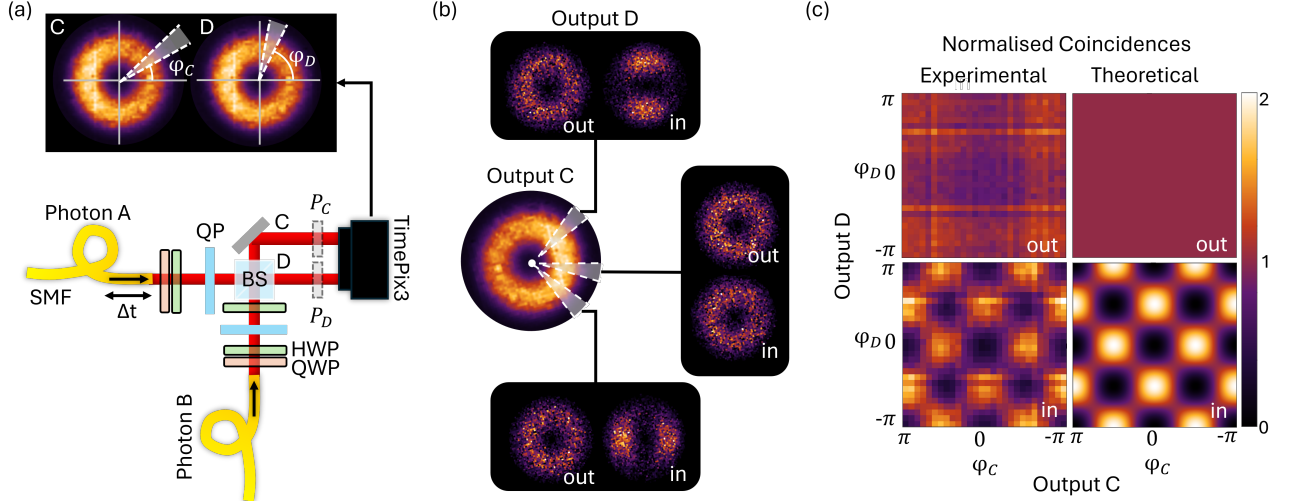 (a)
C
D
φC
φD
Photon A
QP
PC
C
D
BS
TimePix3
SMF
Δt
PD
HWP
QWP
Photon B
(b)
Output D
out
in
Output C
out
in
out
in
(c)
Normalised Coincidences
Experimental
Theoretical
π
φD 0
-π
out
out
2
1
0
Output D
π
φD 0
-π
in
in
π
0
-π
π
0
-π
φC
φC
Output C